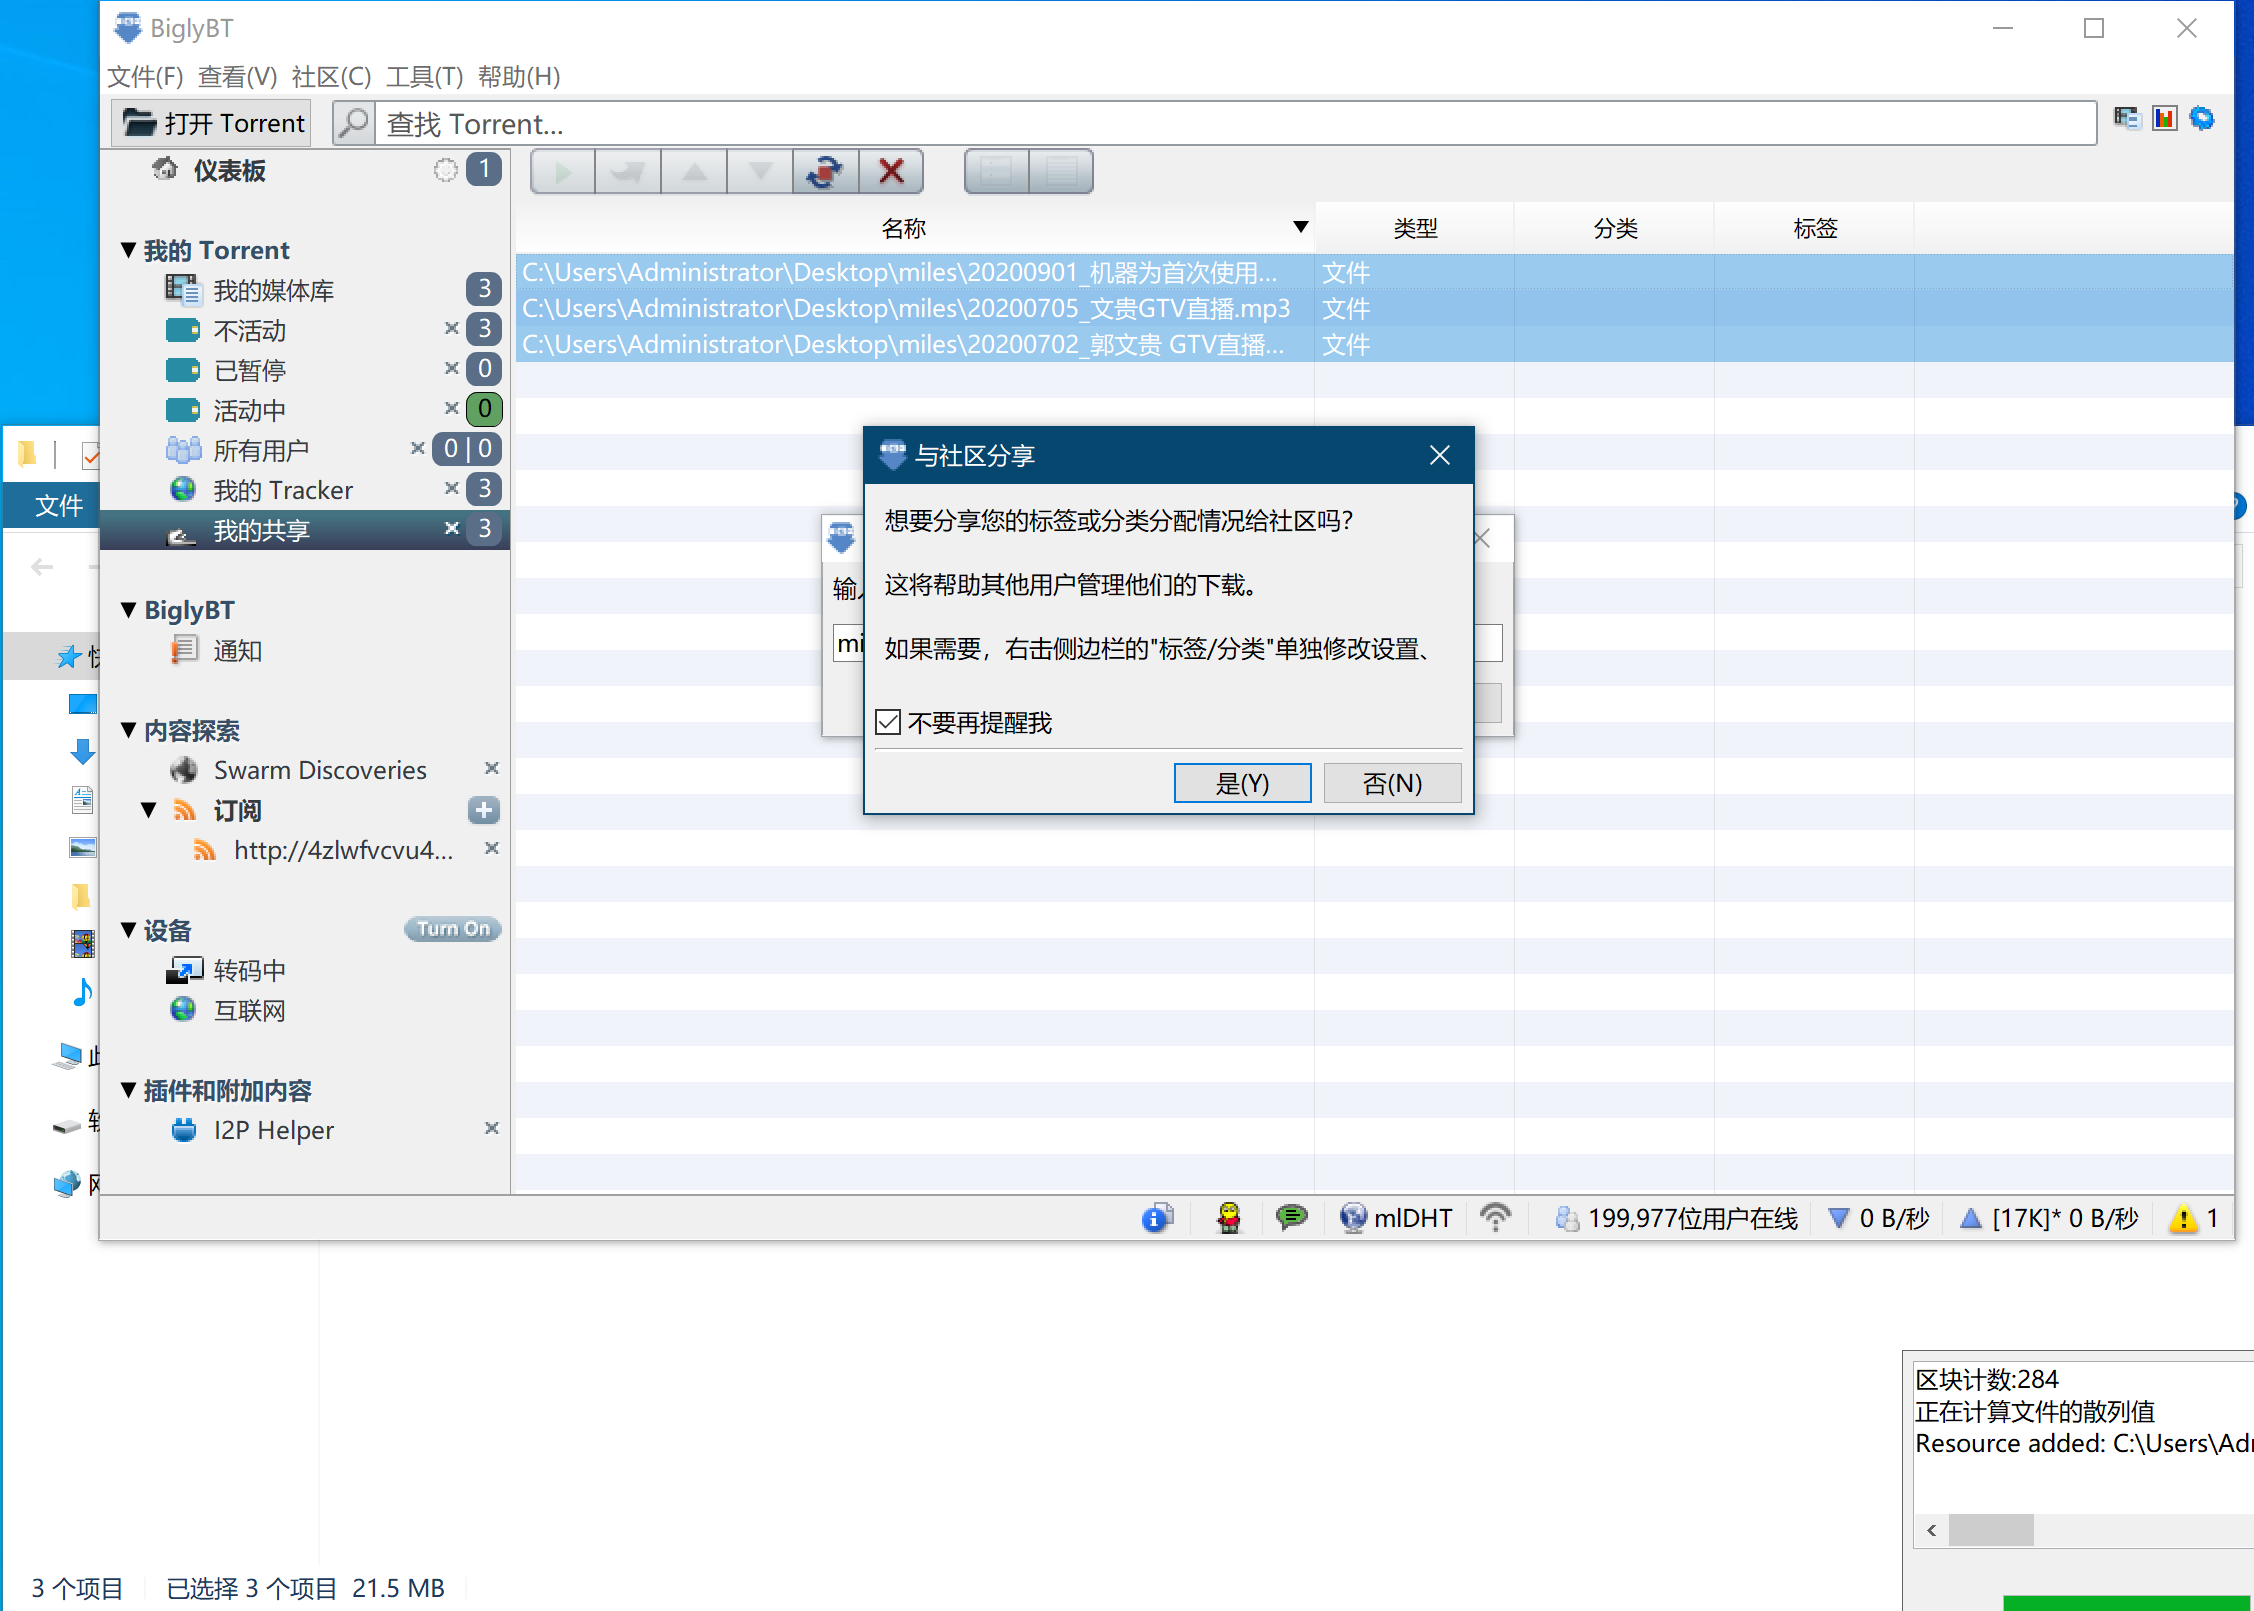 BiglyBT
文件(F) 查看(V) 社区(C) 工具(T) 帮助(H)
打开 Torrent
查找 Torrent...
仪表板 1
我的 Torrent
我的媒体库 3
不活动 3
已暂停 0
活动中 0
所有用户 0 | 0
我的 Tracker 3
我的共享 3
BiglyBT
通知
内容探索
Swarm Discoveries
订阅
http://4zlwfvcvu4...
设备 Turn On
转码中
互联网
插件和附加内容
I2P Helper
名称 类型 分类 标签
C:\Users\Administrator\Desktop\miles\20200901_机器为首次使用... 文件
C:\Users\Administrator\Desktop\miles\20200705_文贵GTV直播.mp3 文件
C:\Users\Administrator\Desktop\miles\20200702_郭文贵 GTV直播... 文件
与社区分享
想要分享您的标签或分类分配情况给社区吗?
这将帮助其他用户管理他们的下载。
如果需要，右击侧边栏的"标签/分类"单独修改设置、
不要再提醒我
是(Y) 否(N)
输
mi
mlDHT 199,977位用户在线 0 B/秒 [17K]* 0 B/秒 1
文件
区块计数:284
正在计算文件的散列值
Resource added: C:\Users\Adm
3 个项目 已选择 3 个项目 21.5 MB